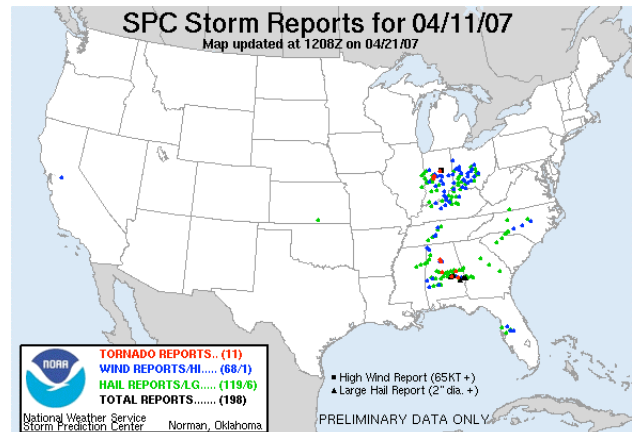 SPC Storm Reports for 04/11/07
Map updated at 1208Z on 04/21/07
TORNADO REPORTS.. (11)
WIND REPORTS/HI..... (68/1)
HAIL REPORTS/LG..... (119/6)
TOTAL REPORTS....... (198)
NOAA
National Weather Service
Storm Prediction Center Norman, Oklahoma
High Wind Report (65KT +)
Large Hail Report (2" dia. +)
PRELIMINARY DATA ONLY